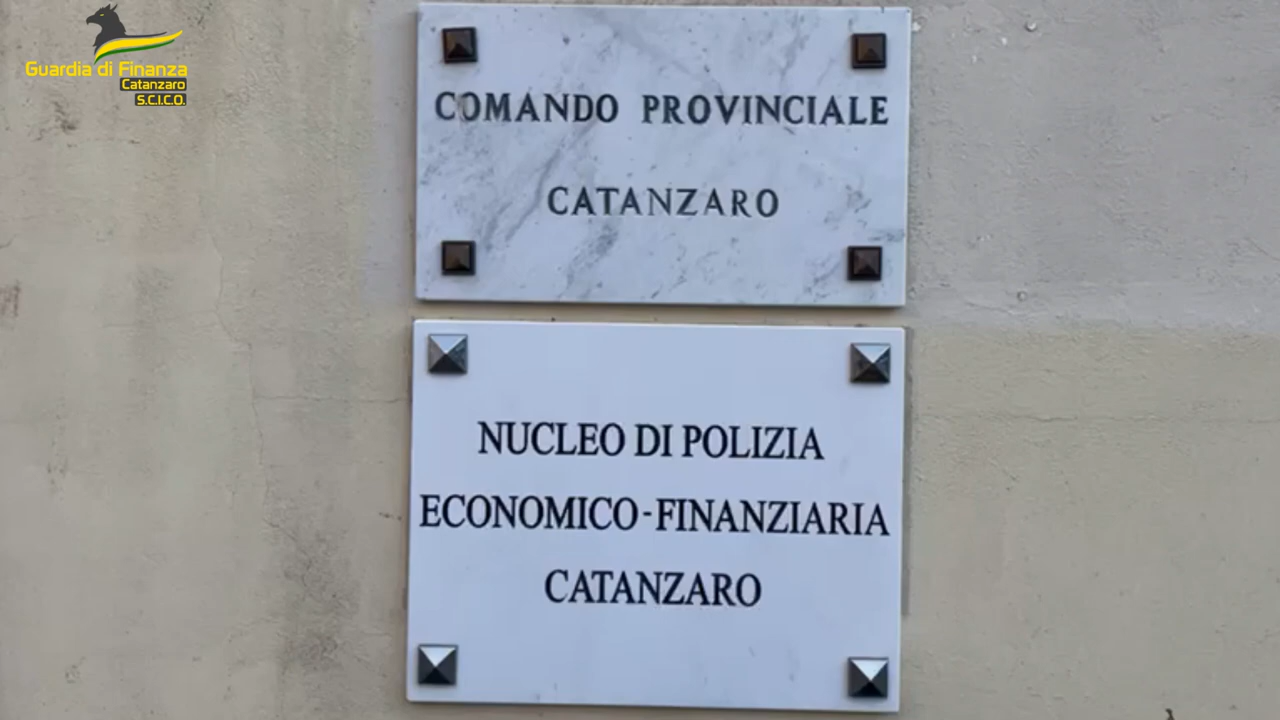 Guardia di Finanza
Catanzaro
S.C.I.C.O.
COMANDO PROVINCIALE
CATANZARO
NUCLEO DI POLIZIA
ECONOMICO-FINANZIARIA
CATANZARO